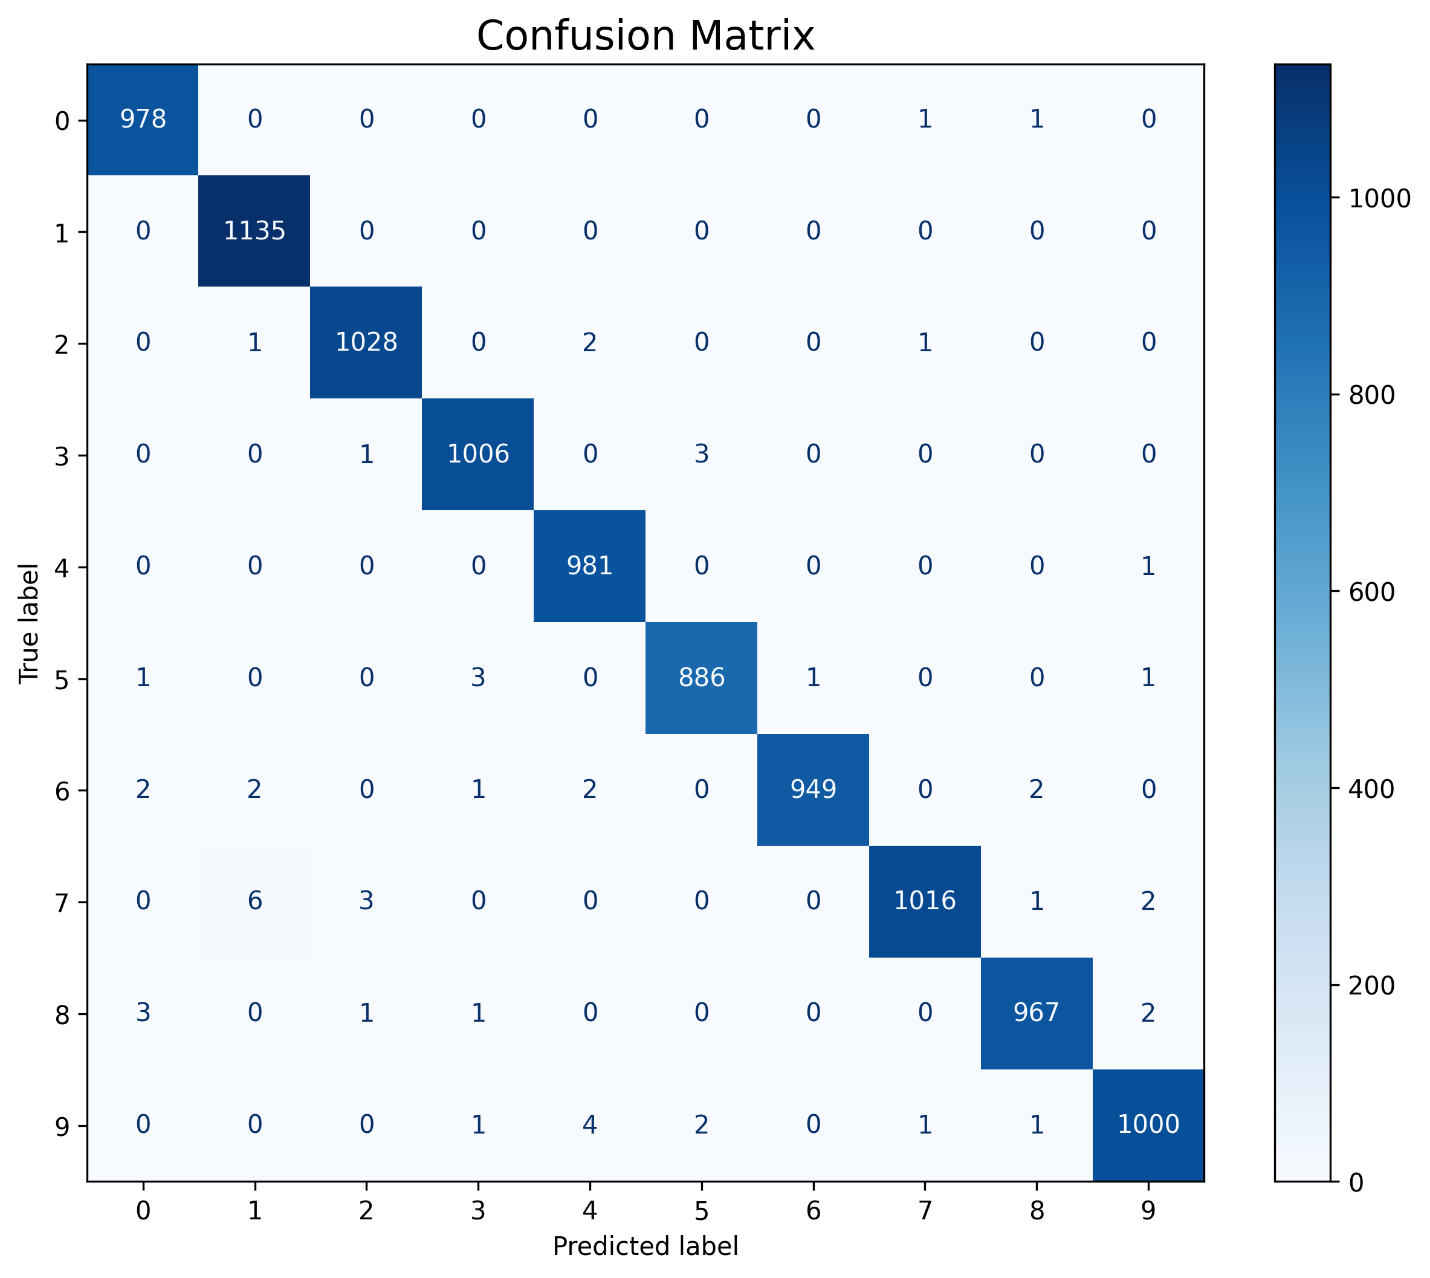 Confusion Matrix
0 978 0 0 0 0 0 0 1 1 0
1 0 1135 0 0 0 0 0 0 0 0
2 0 1 1028 0 2 0 0 1 0 0
3 0 0 1 1006 0 3 0 0 0 0
4 0 0 0 0 981 0 0 0 0 1
5 1 0 0 3 0 886 1 0 0 1
6 2 2 0 1 2 0 949 0 2 0
7 0 6 3 0 0 0 0 1016 1 2
8 3 0 1 1 0 0 0 0 967 2
9 0 0 0 1 4 2 0 1 1 1000
0 1 2 3 4 5 6 7 8 9
Predicted label
True label
1000
800
600
400
200
0